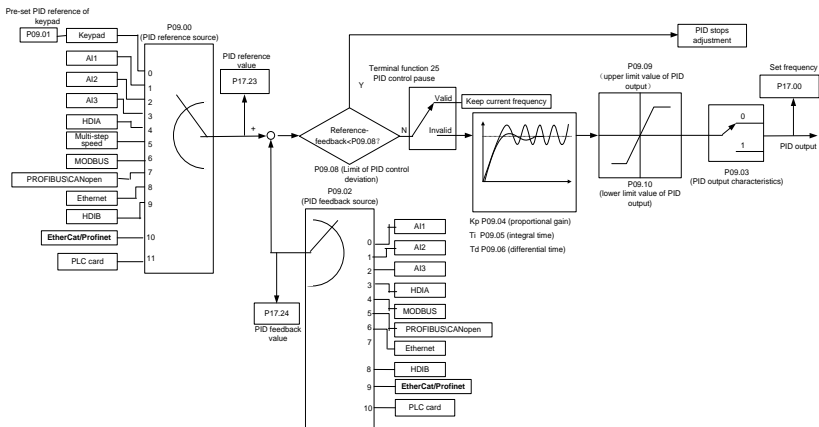 Pre-set PID reference of
keypad
P09.01
Keypad
AI1
AI2
AI3
HDIA
Multi-step
speed
MODBUS
PROFIBUS\CANopen
Ethernet
HDIB
EtherCat/Profinet
PLC card
P09.00
(PID reference source)
0
1
2
3
4
5
6
7
8
9
10
11
PID reference
value
P17.23
+
-
P17.24
PID feedback
value
Y
Reference-
feedback<P09.08?
N
P09.08 (Limit of PID control
deviation)
Terminal function 25
PID control pause
Valid
Invalid
Keep current frequency
PID stops
adjustment
Kp P09.04 (proportional gain)
Ti P09.05 (integral time)
Td P09.06 (differential time)
P09.09
(upper limit value of PID
output)
P09.10
(lower limit value of PID
output)
0
1
P09.03
(PID output characteristics)
Set frequency
P17.00
PID output
P09.02
(PID feedback source)
0
1
2
3
4
5
6
7
8
9
10
AI1
AI2
AI3
HDIA
MODBUS
PROFIBUS\CANopen
Ethernet
HDIB
EtherCat/Profinet
PLC card